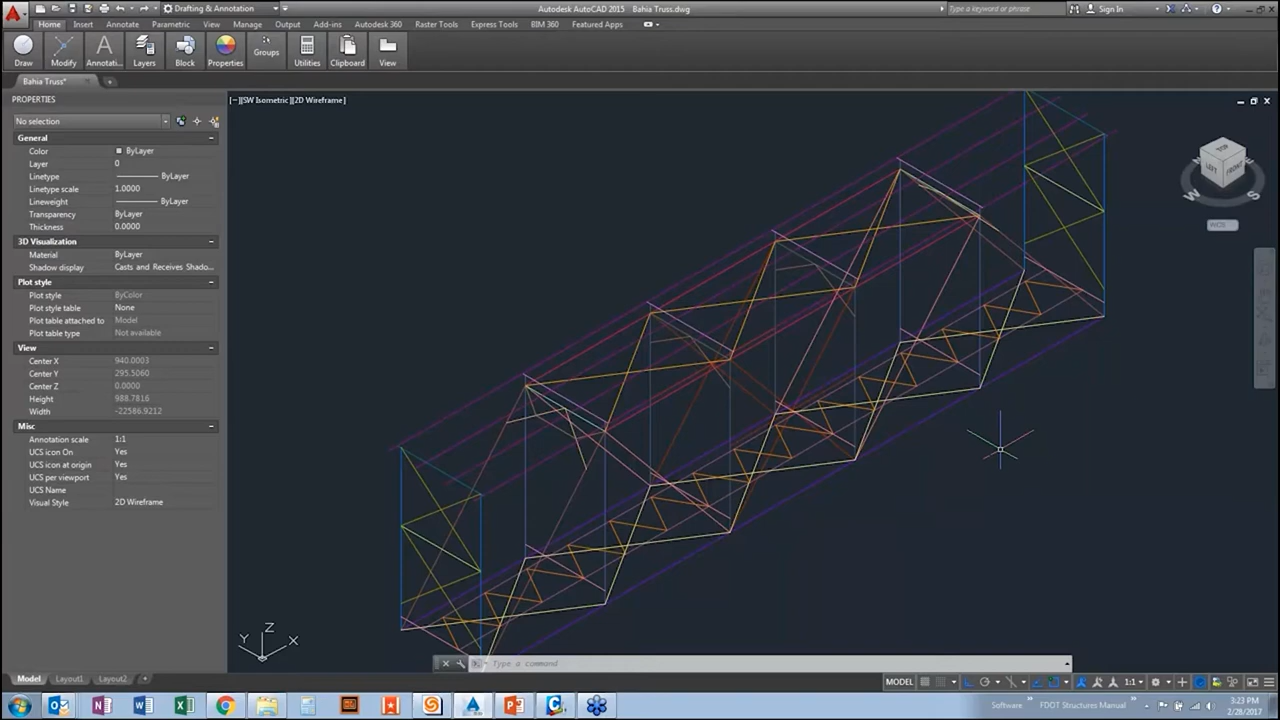 Drafting & Annotation
Autodesk AutoCAD 2015 Bahia Truss.dwg
Type a keyword or phrase
Sign In
Home Insert Annotate Parametric View Manage Output Add-ins Autodesk 360 Raster Tools Express Tools BIM 360 Featured Apps
Draw Modify Annotati... Layers Block Properties Groups Utilities Clipboard View
Bahia Truss*
PROPERTIES
[−][SW Isometric][2D Wireframe]
No selection
General
Color ByLayer
Layer 0
Linetype ByLayer
Linetype scale 1.0000
Lineweight ByLayer
Transparency ByLayer
Thickness 0.0000
3D Visualization
Material ByLayer
Shadow display Casts and Receives Shado...
Plot style
Plot style ByColor
Plot style table None
Plot table attached to Model
Plot table type Not available
View
Center X 940.0003
Center Y 295.5060
Center Z 0.0000
Height 988.7816
Width -22586.9212
Misc
Annotation scale 1:1
UCS icon On Yes
UCS icon at origin Yes
UCS per viewport Yes
UCS Name
Visual Style 2D Wireframe
TOP
LEFT FRONT
W S
Z
Y X
Type a command
Model Layout1 Layout2
MODEL 1:1
Software FDOT Structures Manual
3:23 PM
2/28/2017